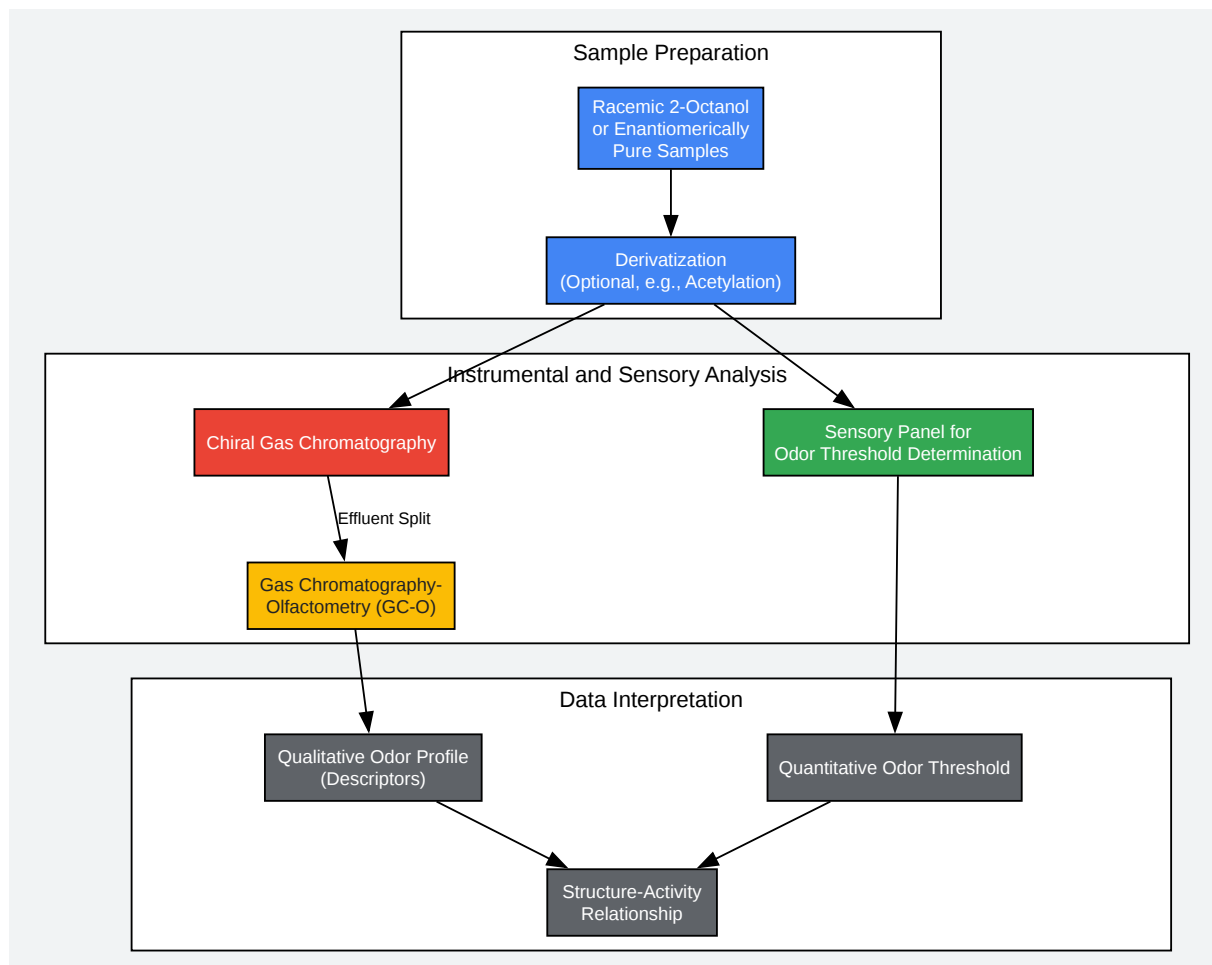 Sample Preparation
Racemic 2-Octanol
or Enantiomerically
Pure Samples
Derivatization
(Optional, e.g., Acetylation)
Instrumental and Sensory Analysis
Chiral Gas Chromatography
Sensory Panel for
Odor Threshold Determination
Effluent Split
Gas Chromatography-
Olfactometry (GC-O)
Data Interpretation
Qualitative Odor Profile
(Descriptors)
Quantitative Odor Threshold
Structure-Activity
Relationship